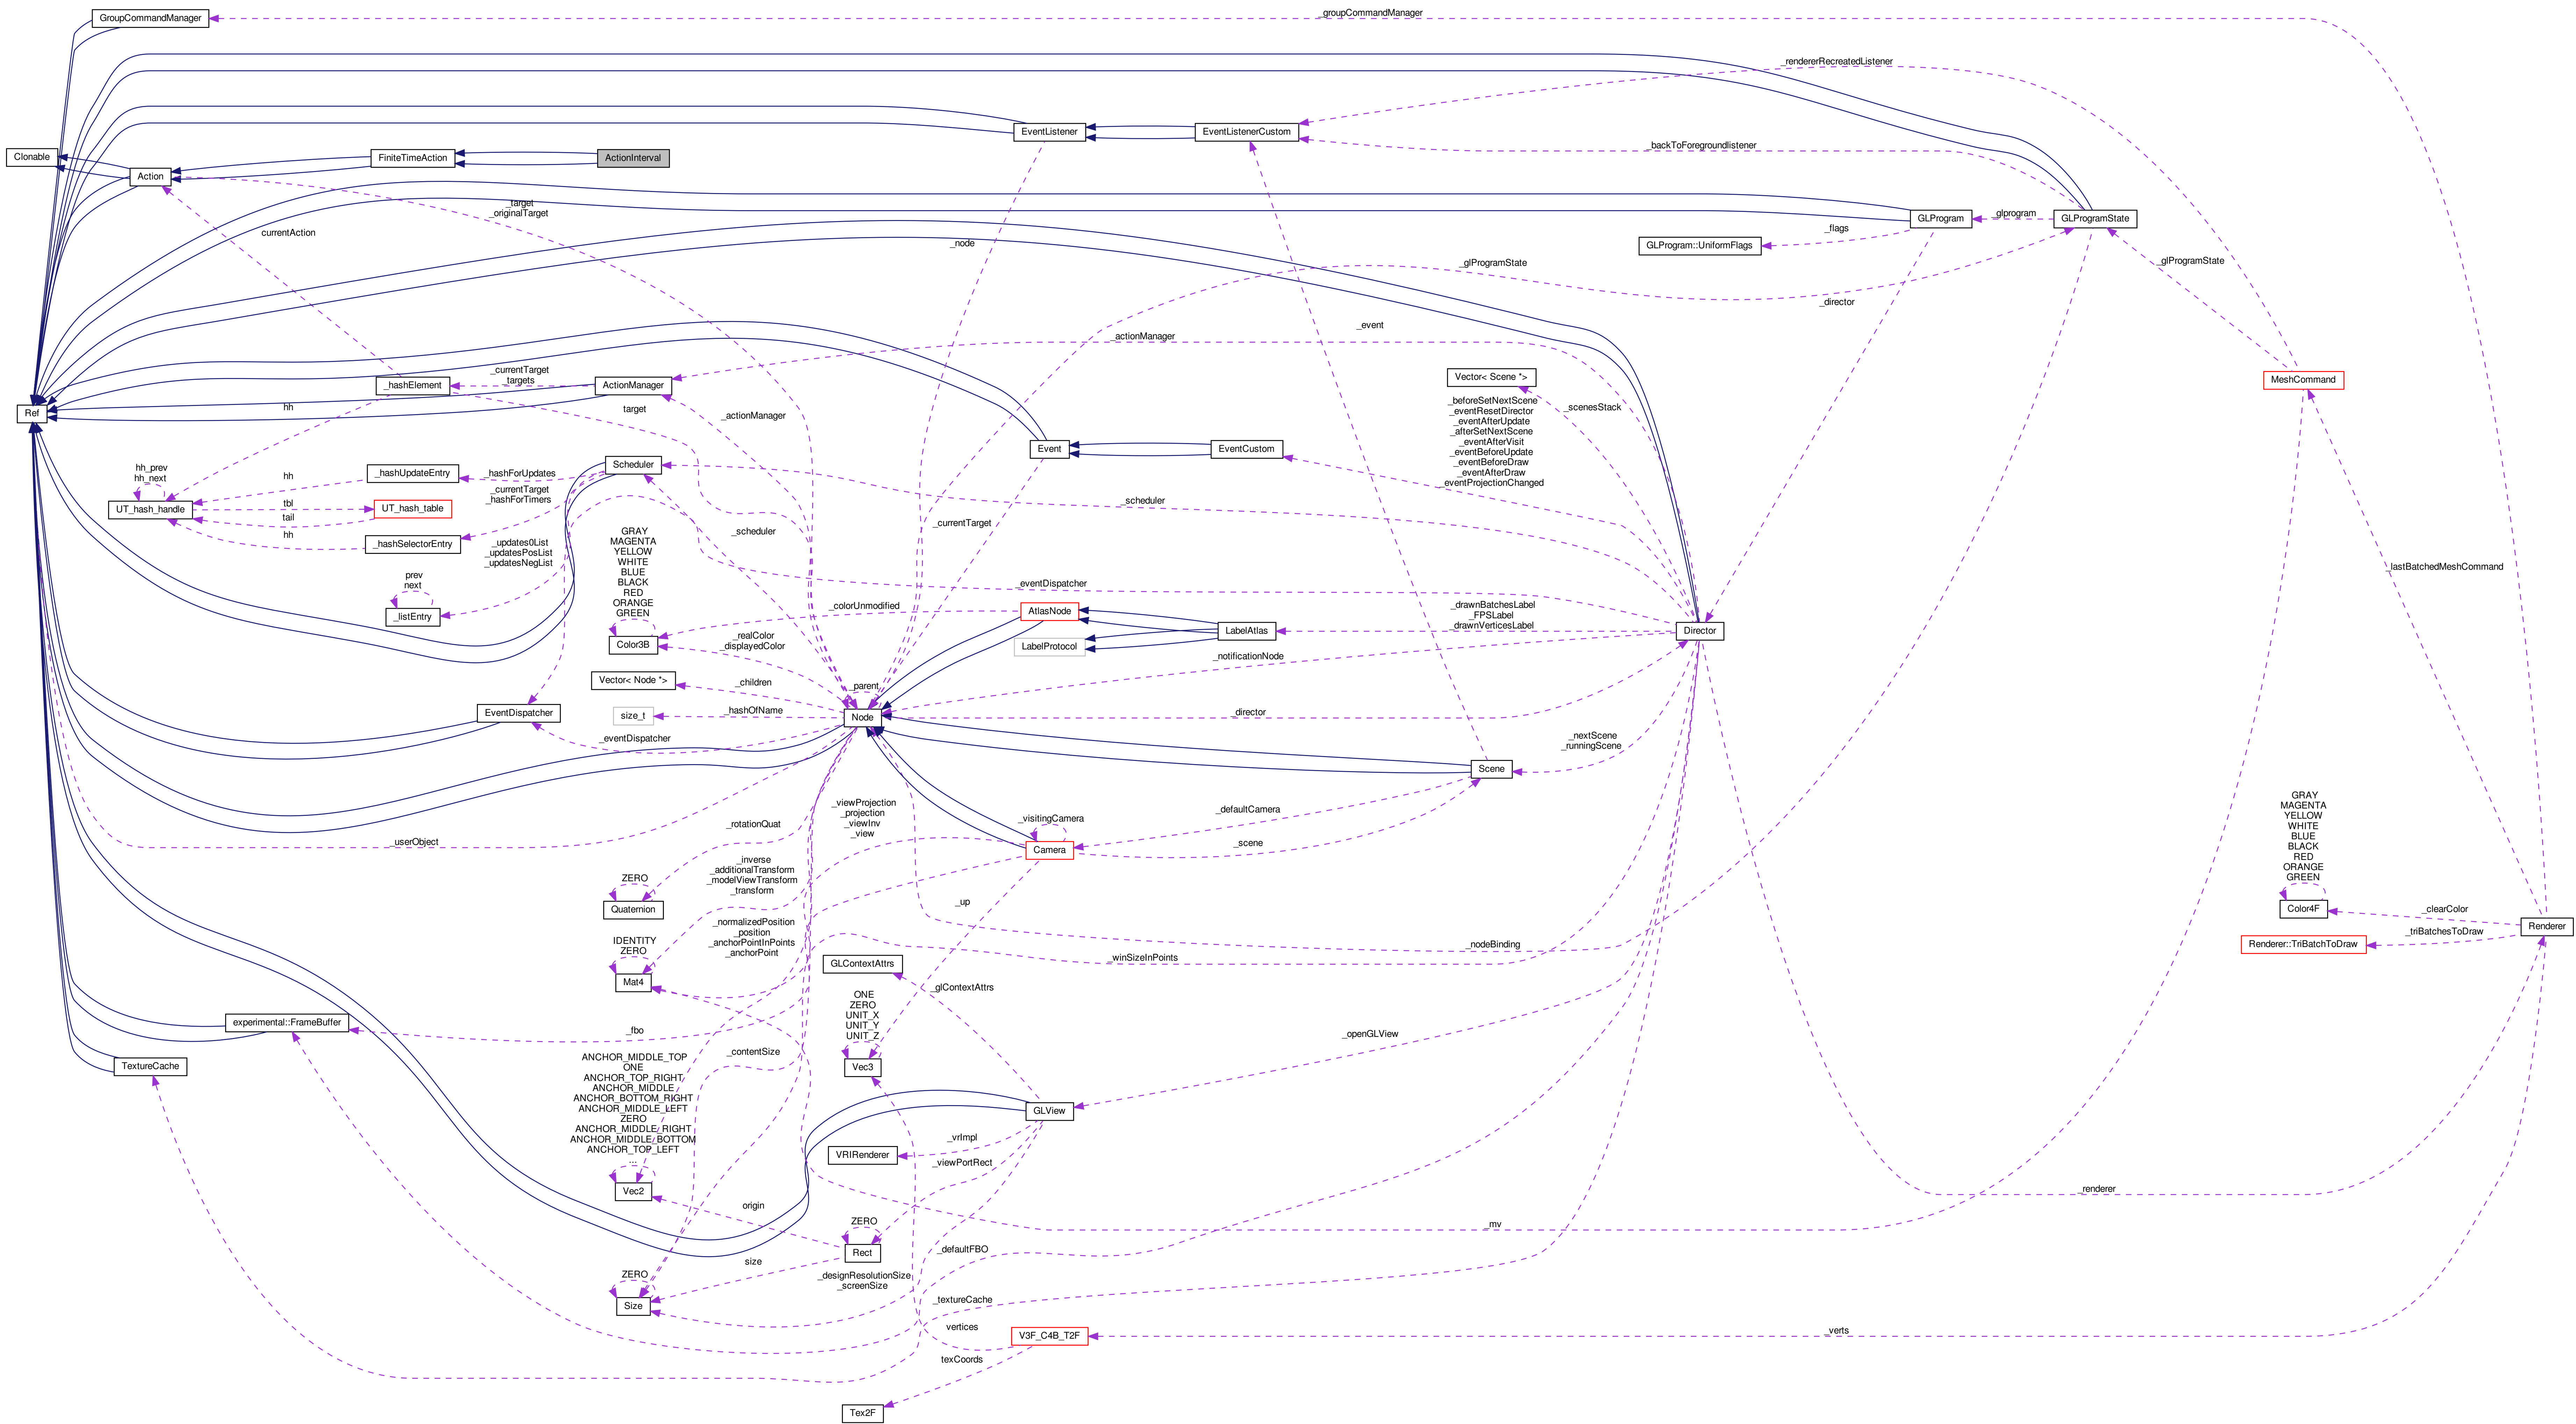 GroupCommandManager
_groupCommandManager
_rendererRecreatedListener
EventListener
EventListenerCustom
_backToForegroundlistener
Clonable
FiniteTimeAction
ActionInterval
Action
_target
_originalTarget
GLProgram
_glprogram
GLProgramState
currentAction
_node
_flags
GLProgram::UniformFlags
_glProgramState
_glProgramState
_director
_event
_actionManager
_currentTarget
_targets
_hashElement
ActionManager
Vector< Scene *>
MeshCommand
Ref
hh
target
_actionManager
_scenesStack
_beforeSetNextScene
_eventResetDirector
_eventAfterUpdate
_afterSetNextScene
_eventAfterVisit
_eventBeforeUpdate
_eventBeforeDraw
_eventAfterDraw
_eventProjectionChanged
Event
EventCustom
hh_prev
hh_next
hh
_hashUpdateEntry
_hashForUpdates
Scheduler
_currentTarget
_hashForTimers
UT_hash_handle
tbl
tail
UT_hash_table
_scheduler
hh
_hashSelectorEntry
_currentTarget
_scheduler
_updates0List
_updatesPosList
_updatesNegList
GRAY
MAGENTA
YELLOW
WHITE
BLUE
BLACK
RED
ORANGE
GREEN
prev
next
_listEntry
_eventDispatcher
_lastBatchedMeshCommand
_colorUnmodified
AtlasNode
_drawnBatchesLabel
_FPSLabel
_drawnVerticesLabel
Color3B
_realColor
_displayedColor
LabelProtocol
LabelAtlas
Director
_notificationNode
Vector< Node *>
_children
_parent
EventDispatcher
size_t
_hashOfName
Node
_director
_eventDispatcher
_nextScene
_runningScene
Scene
_viewProjection
_projection
_viewInv
_view
_defaultCamera
_visitingCamera
GRAY
MAGENTA
YELLOW
WHITE
BLUE
BLACK
RED
ORANGE
GREEN
_userObject
_rotationQuat
Camera
_scene
_inverse
_additionalTransform
_modelViewTransform
_transform
ZERO
Quaternion
_up
Color4F
_clearColor
Renderer
_triBatchesToDraw
Renderer::TriBatchToDraw
_normalizedPosition
_position
_anchorPointInPoints
_anchorPoint
IDENTITY
ZERO
Mat4
_nodeBinding
_winSizeInPoints
GLContextAttrs
_glContextAttrs
ONE
ZERO
UNIT_X
UNIT_Y
UNIT_Z
Vec3
experimental::FrameBuffer
_fbo
_openGLView
TextureCache
_contentSize
ANCHOR_MIDDLE_TOP
ONE
ANCHOR_TOP_RIGHT
ANCHOR_MIDDLE
ANCHOR_BOTTOM_RIGHT
ANCHOR_MIDDLE_LEFT
ZERO
ANCHOR_MIDDLE_RIGHT
ANCHOR_MIDDLE_BOTTOM
ANCHOR_TOP_LEFT
...
Vec2
GLView
_vrImpl
VRIRenderer
_viewPortRect
_renderer
origin
ZERO
Rect
_mv
size
_defaultFBO
_designResolutionSize
_screenSize
ZERO
Size
_textureCache
vertices
V3F_C4B_T2F
_verts
texCoords
Tex2F